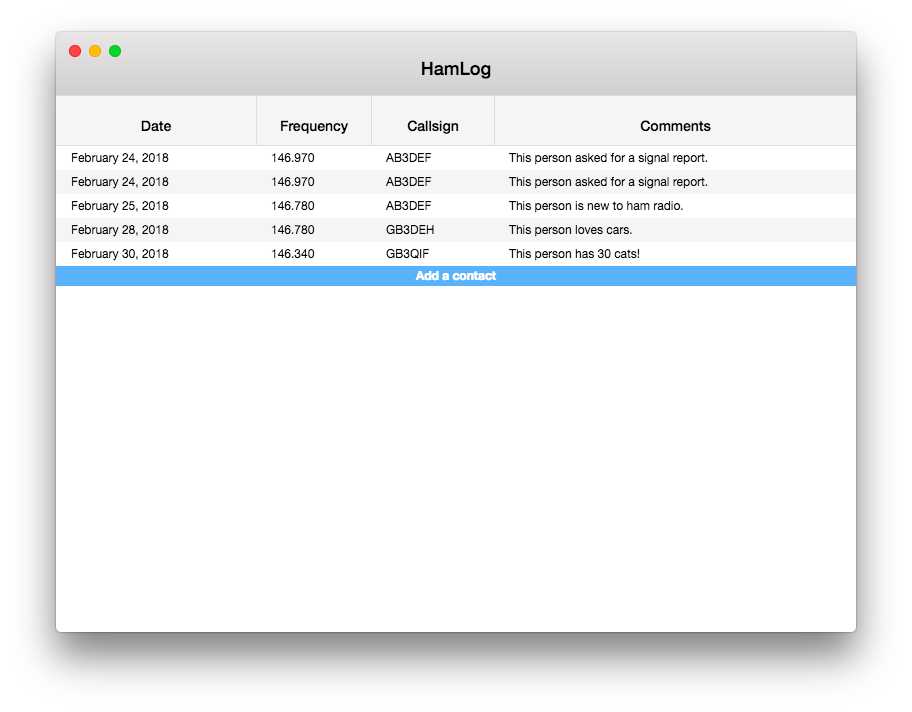 HamLog
Date Frequency Callsign Comments
February 24, 2018 146.970 AB3DEF This person asked for a signal report.
February 24, 2018 146.970 AB3DEF This person asked for a signal report.
February 25, 2018 146.780 AB3DEF This person is new to ham radio.
February 28, 2018 146.780 GB3DEH This person loves cars.
February 30, 2018 146.340 GB3QIF This person has 30 cats!
Add a contact